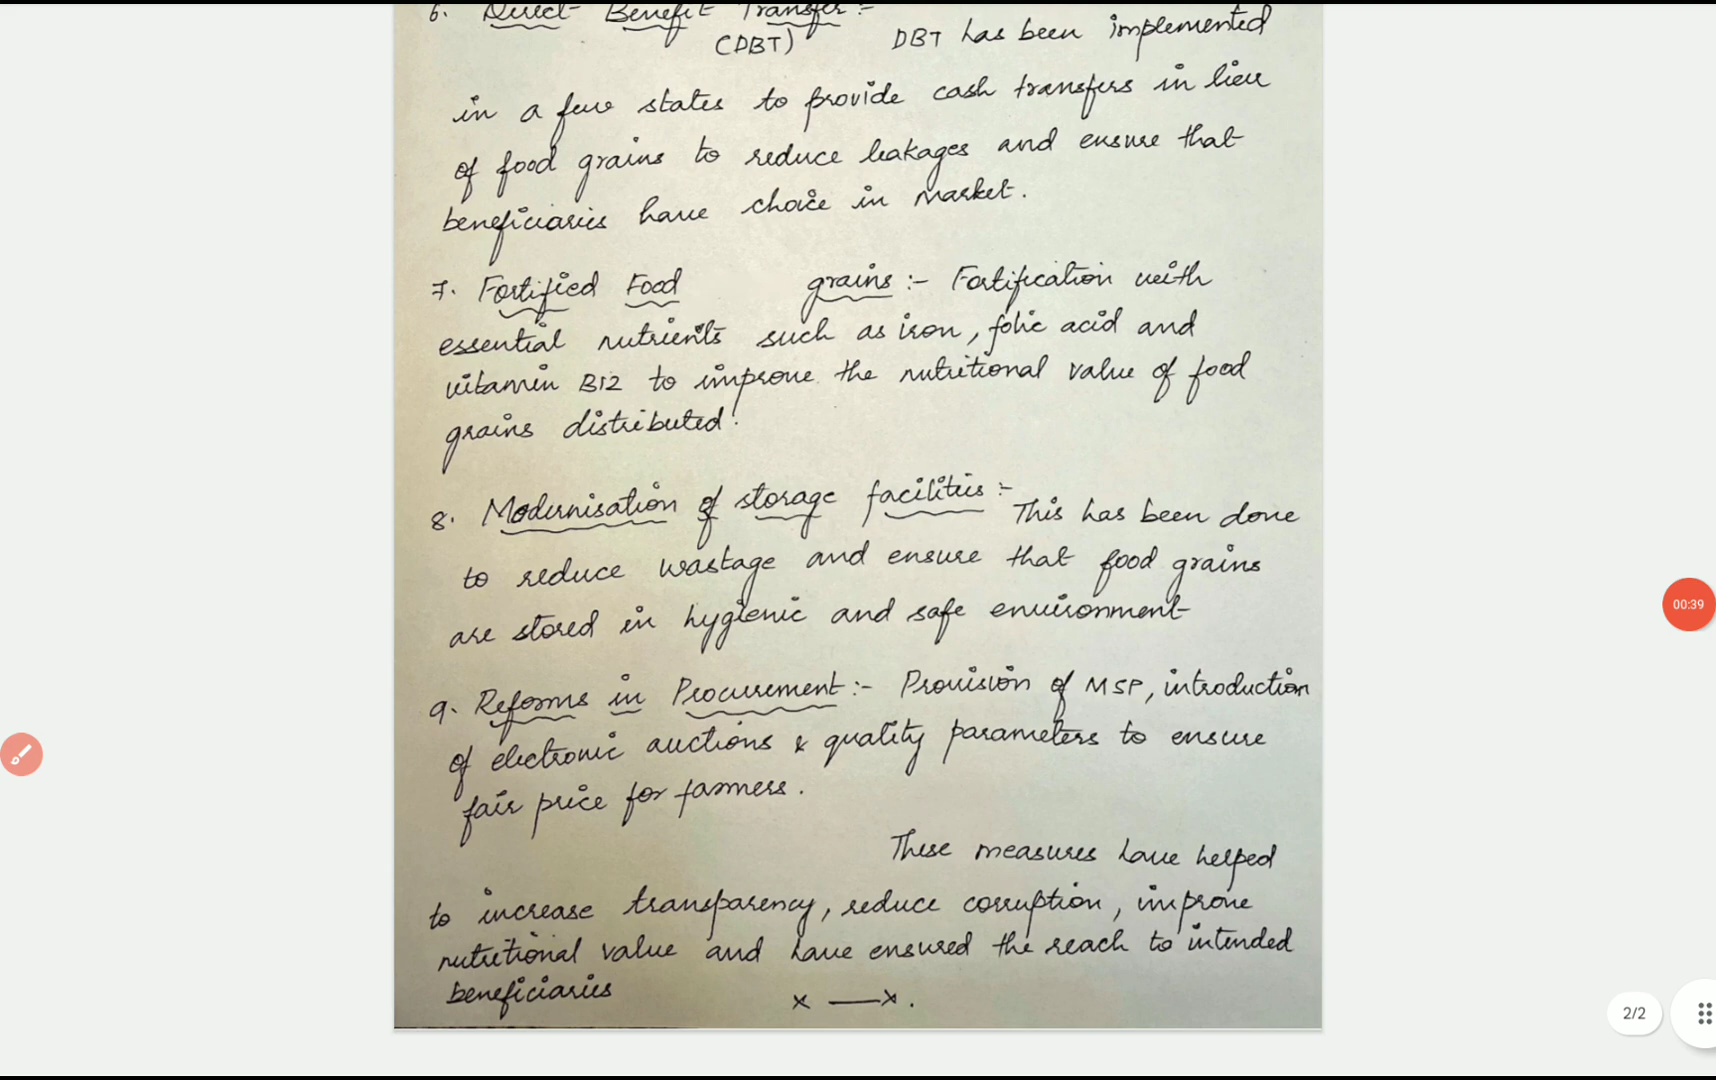 6. Direct Benefit Transfer :-
(DBT) DBT has been implemented
in a few states to provide cash transfers in lieu
of food grains to reduce leakages and ensure that
beneficiaries have choice in market.
7. Fortified Food grains :- Fortification with
essential nutrients such as iron, folic acid and
vitamin B12 to improve the nutritional value of food
grains distributed.
8. Modernisation of storage facilities :- This has been done
to reduce wastage and ensure that food grains
are stored in hygienic and safe environment
9. Reforms in Procurement :- Provision of MSP, introduction
of electronic auctions & quality parameters to ensure
fair price for farmers.
These measures have helped
to increase transparency, reduce corruption, improve
nutritional value and have ensured the reach to intended
beneficiaries
x — x .
00:39
2/2